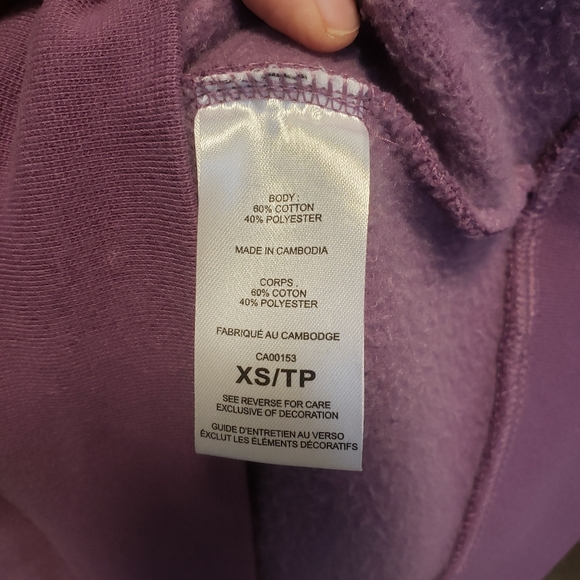 BODY :
60% COTTON
40% POLYESTER
MADE IN CAMBODIA
CORPS .
60% COTON
40% POLYESTER
FABRIQUÉ AU CAMBODGE
CA00153
XS/TP
SEE REVERSE FOR CARE
EXCLUSIVE OF DECORATION
GUIDE D'ENTRETIEN AU VERSO
EXCLUT LES ÉLÉMENTS DÉCORATIFS